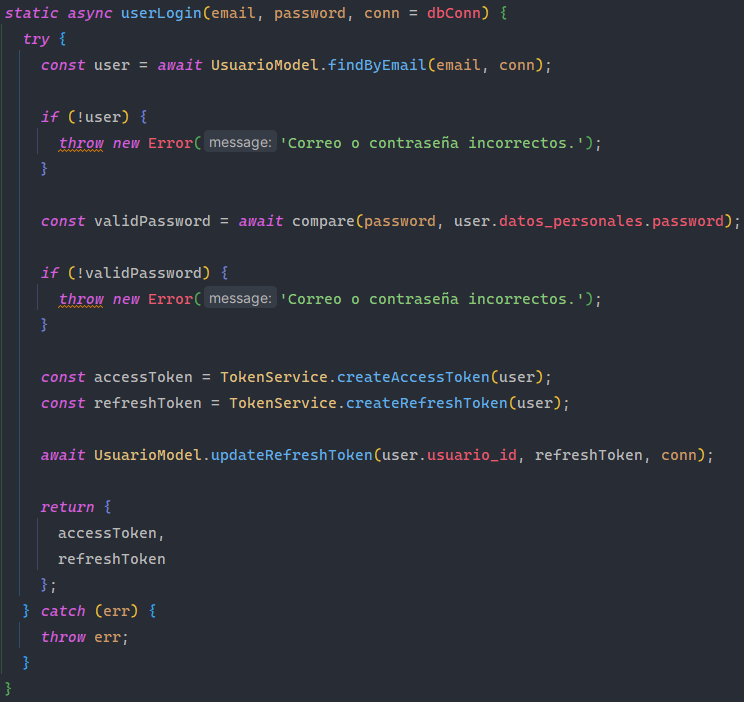 static async userLogin(email, password, conn = dbConn) {
try {
const user = await UsuarioModel.findByEmail(email, conn);
if (!user) {
throw new Error( message: 'Correo o contraseña incorrectos.');
}
const validPassword = await compare(password, user.datos_personales.password);
if (!validPassword) {
throw new Error( message: 'Correo o contraseña incorrectos.');
}
const accessToken = TokenService.createAccessToken(user);
const refreshToken = TokenService.createRefreshToken(user);
await UsuarioModel.updateRefreshToken(user.usuario_id, refreshToken, conn);
return {
accessToken,
refreshToken
};
} catch (err) {
throw err;
}
}